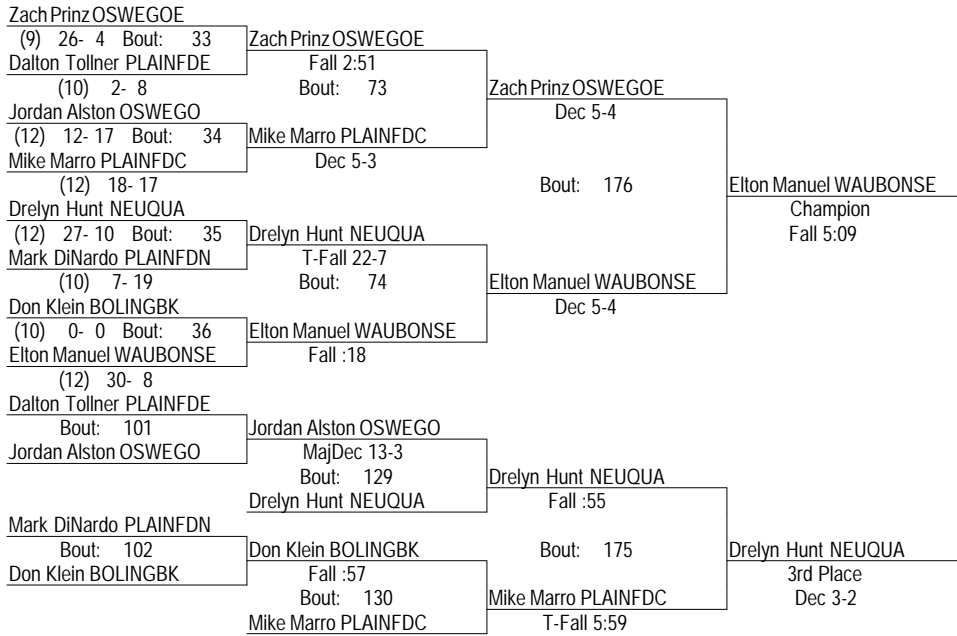 Zach Prinz OSWEGOE
(9) 26- 4 Bout: 33 Zach Prinz OSWEGOE
Dalton Tollner PLAINFDE Fall 2:51
(10) 2- 8 Bout: 73 Zach Prinz OSWEGOE
Jordan Alston OSWEGO Dec 5-4
(12) 12- 17 Bout: 34 Mike Marro PLAINFDC
Mike Marro PLAINFDC Dec 5-3
(12) 18- 17 Bout: 176 Elton Manuel WAUBONSE
Drelyn Hunt NEUQUA Champion
(12) 27- 10 Bout: 35 Drelyn Hunt NEUQUA Fall 5:09
Mark DiNardo PLAINFDN T-Fall 22-7
(10) 7- 19 Bout: 74 Elton Manuel WAUBONSE
Don Klein BOLINGBK Dec 5-4
(10) 0- 0 Bout: 36 Elton Manuel WAUBONSE
Elton Manuel WAUBONSE Fall :18
(12) 30- 8
Dalton Tollner PLAINFDE
Bout: 101 Jordan Alston OSWEGO
Jordan Alston OSWEGO MajDec 13-3
Bout: 129 Drelyn Hunt NEUQUA
Drelyn Hunt NEUQUA Fall :55
Mark DiNardo PLAINFDN
Bout: 102 Don Klein BOLINGBK Bout: 175 Drelyn Hunt NEUQUA
Don Klein BOLINGBK Fall :57 3rd Place
Bout: 130 Mike Marro PLAINFDC Dec 3-2
Mike Marro PLAINFDC T-Fall 5:59